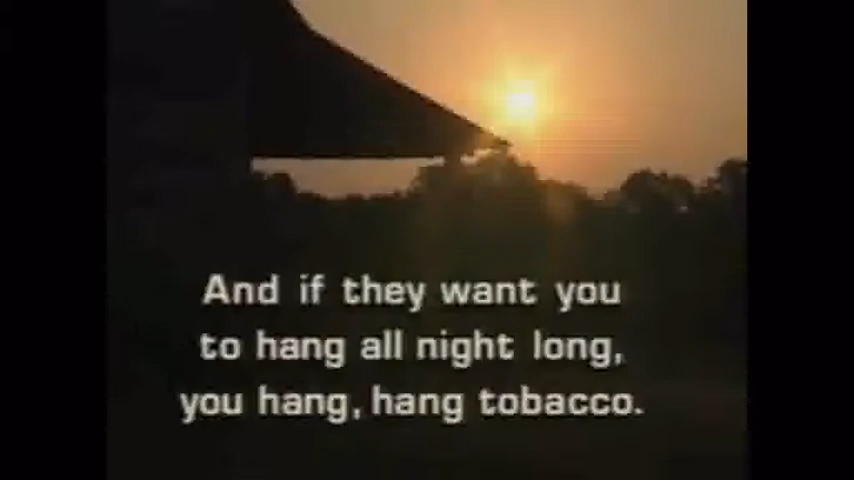 And if they want you
to hang all night long,
you hang, hang tobacco.